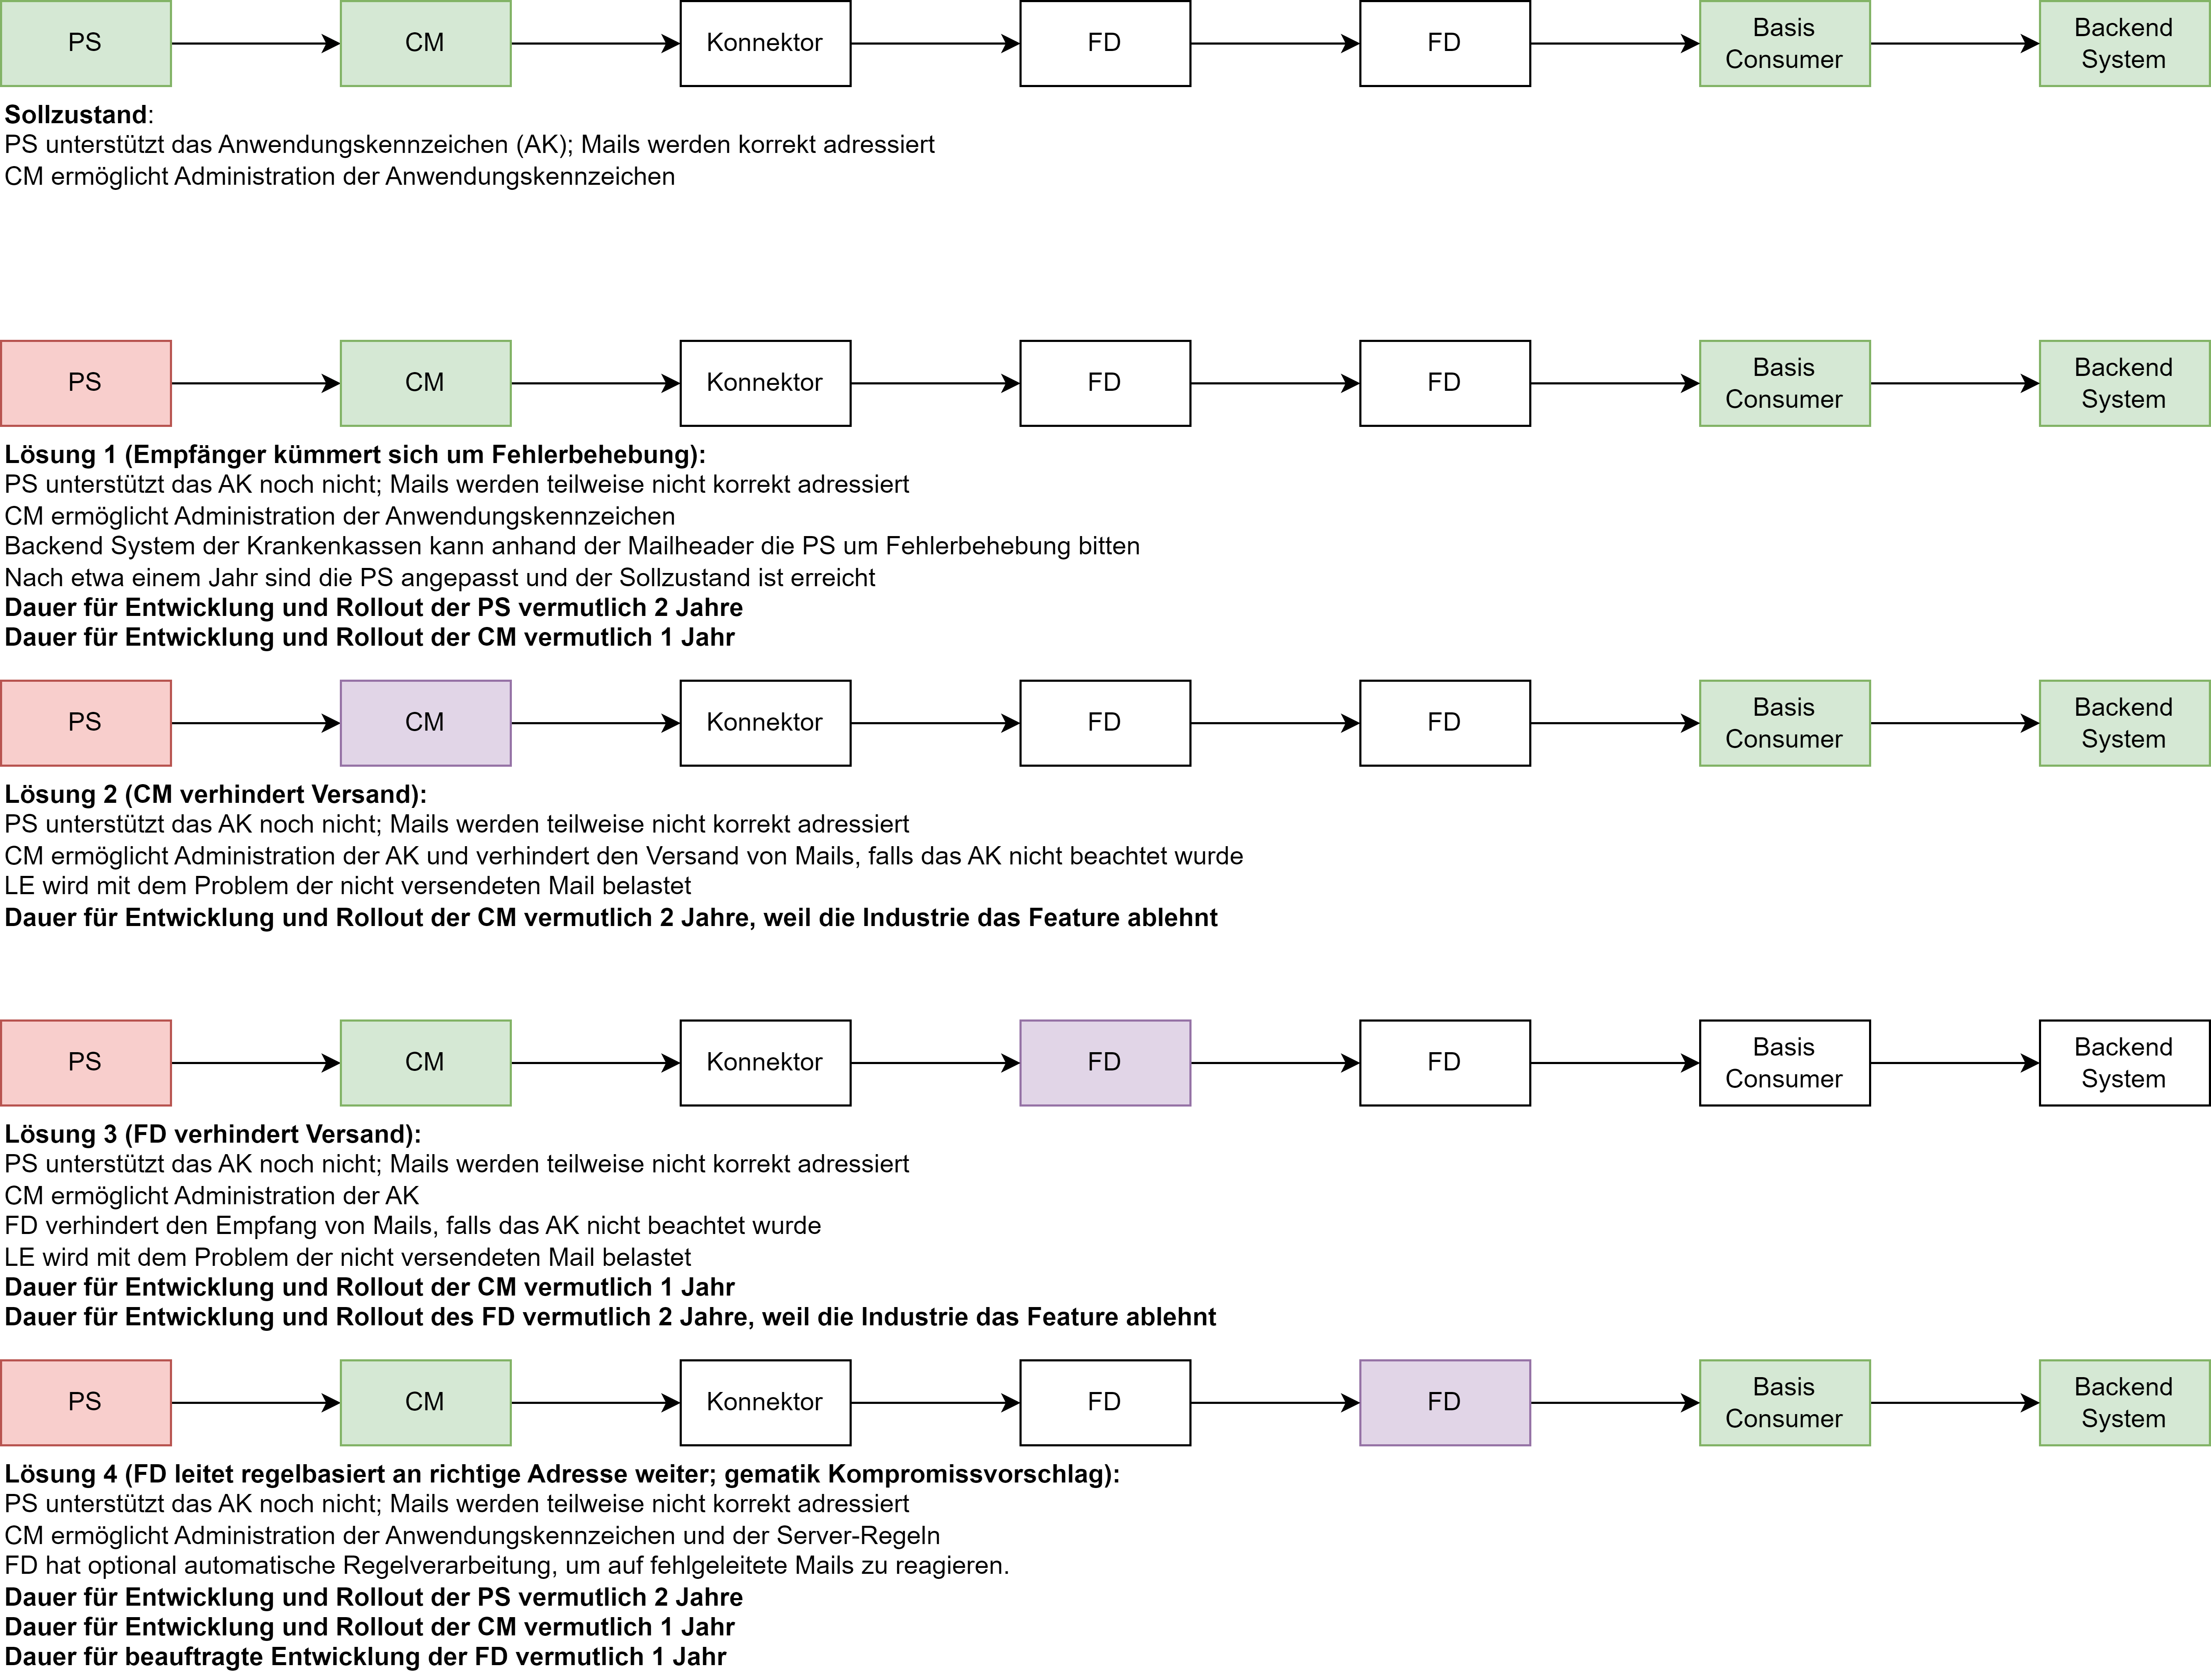 PS
CM
Konnektor
FD
FD
Basis
Consumer
Backend
System
Sollzustand:
PS unterstützt das Anwendungskennzeichen (AK); Mails werden korrekt adressiert
CM ermöglicht Administration der Anwendungskennzeichen
PS
CM
Konnektor
FD
FD
Basis
Consumer
Backend
System
Lösung 1 (Empfänger kümmert sich um Fehlerbehebung):
PS unterstützt das AK noch nicht; Mails werden teilweise nicht korrekt adressiert
CM ermöglicht Administration der Anwendungskennzeichen
Backend System der Krankenkassen kann anhand der Mailheader die PS um Fehlerbehebung bitten
Nach etwa einem Jahr sind die PS angepasst und der Sollzustand ist erreicht
Dauer für Entwicklung und Rollout der PS vermutlich 2 Jahre
Dauer für Entwicklung und Rollout der CM vermutlich 1 Jahr
PS
CM
Konnektor
FD
FD
Basis
Consumer
Backend
System
Lösung 2 (CM verhindert Versand):
PS unterstützt das AK noch nicht; Mails werden teilweise nicht korrekt adressiert
CM ermöglicht Administration der AK und verhindert den Versand von Mails, falls das AK nicht beachtet wurde
LE wird mit dem Problem der nicht versendeten Mail belastet
Dauer für Entwicklung und Rollout der CM vermutlich 2 Jahre, weil die Industrie das Feature ablehnt
PS
CM
Konnektor
FD
FD
Basis
Consumer
Backend
System
Lösung 3 (FD verhindert Versand):
PS unterstützt das AK noch nicht; Mails werden teilweise nicht korrekt adressiert
CM ermöglicht Administration der AK
FD verhindert den Empfang von Mails, falls das AK nicht beachtet wurde
LE wird mit dem Problem der nicht versendeten Mail belastet
Dauer für Entwicklung und Rollout der CM vermutlich 1 Jahr
Dauer für Entwicklung und Rollout des FD vermutlich 2 Jahre, weil die Industrie das Feature ablehnt
PS
CM
Konnektor
FD
FD
Basis
Consumer
Backend
System
Lösung 4 (FD leitet regelbasiert an richtige Adresse weiter; gematik Kompromissvorschlag):
PS unterstützt das AK noch nicht; Mails werden teilweise nicht korrekt adressiert
CM ermöglicht Administration der Anwendungskennzeichen und der Server-Regeln
FD hat optional automatische Regelverarbeitung, um auf fehlgeleitete Mails zu reagieren.
Dauer für Entwicklung und Rollout der PS vermutlich 2 Jahre
Dauer für Entwicklung und Rollout der CM vermutlich 1 Jahr
Dauer für beauftragte Entwicklung der FD vermutlich 1 Jahr